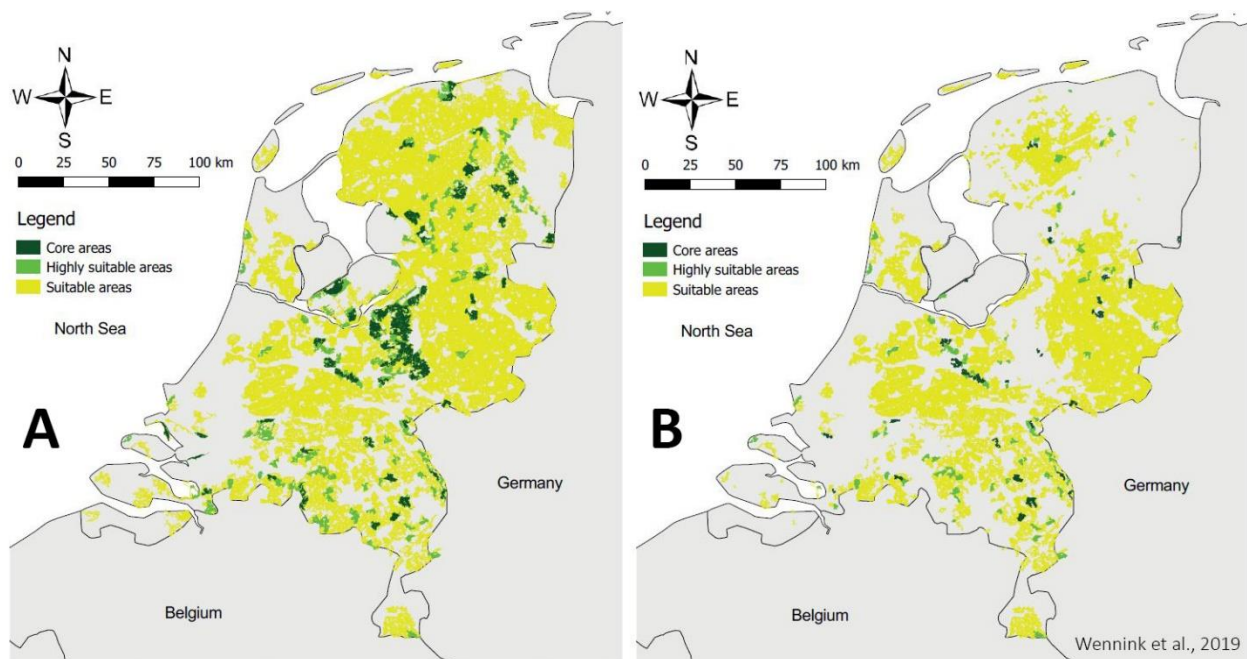 N
W E
S
0 25 50 75 100 km
Legend
Core areas
Highly suitable areas
Suitable areas
North Sea
A
Germany
Belgium
N
W E
S
0 25 50 75 100 km
Legend
Core areas
Highly suitable areas
Suitable areas
North Sea
B
Germany
Belgium
Wennink et al., 2019